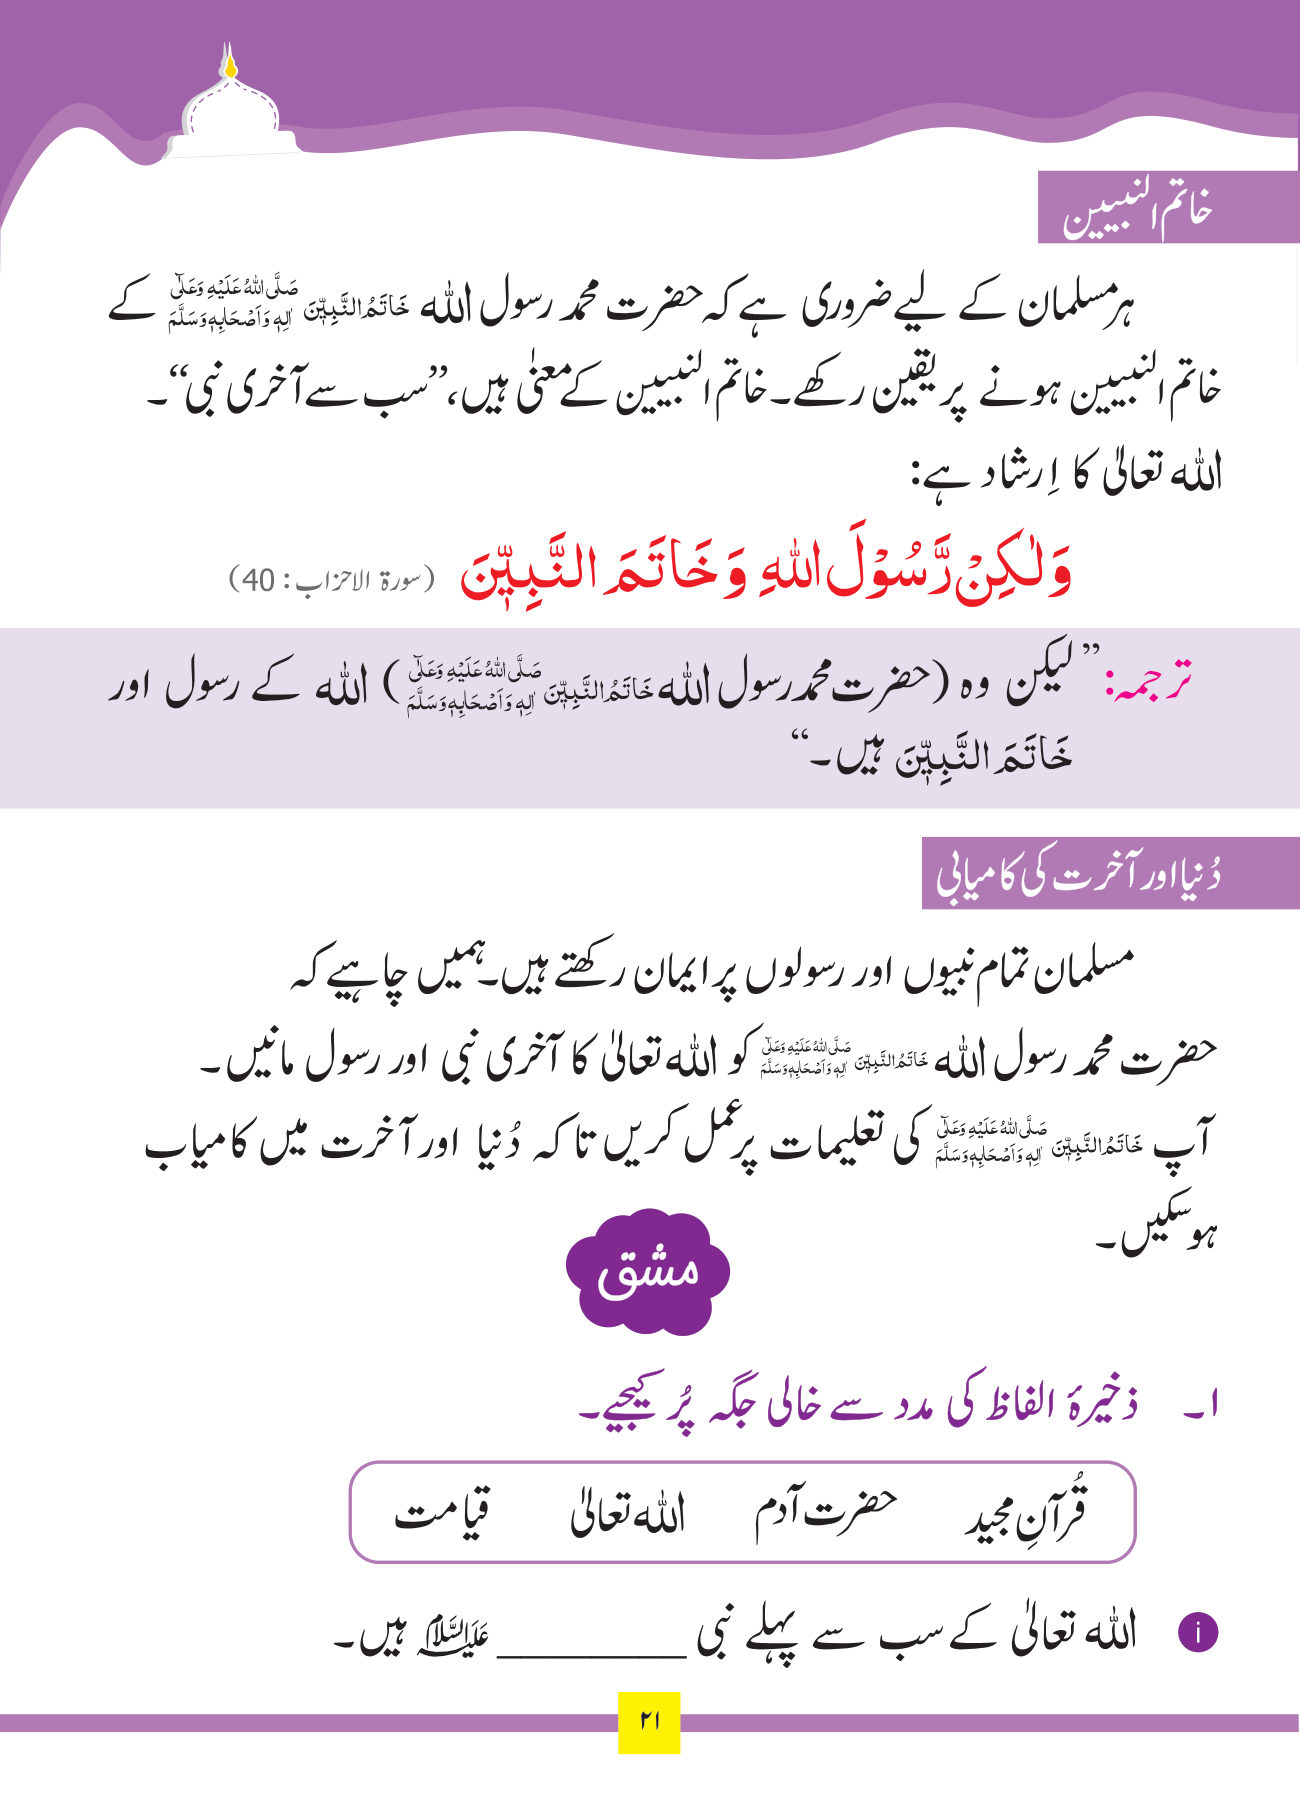 خاتم النبیین
ہر مسلمان کے لیے ضروری ہے کہ حضرت محمد رسول اللہ خَاتَمُ النَّبِیّٖنَ صَلَّی اللہُ عَلَیْہِ وَعَلٰٓی اٰلِہٖ وَاَصْحَابِہٖ وَسَلَّمَ کے
خاتم النبیین ہونے پر یقین رکھے۔ خاتم النبیین کے معنیٰ ہیں، ”سب سے آخری نبی“۔
اللہ تعالیٰ کا اِرشاد ہے:
وَلٰکِنْ رَّسُوْلَ اللہِ وَخَاتَمَ النَّبِیّٖنَ (سورۃ الاحزاب: 40)
ترجمہ: ”لیکن وہ (حضرت محمد رسول اللہ خَاتَمُ النَّبِیّٖنَ صَلَّی اللہُ عَلَیْہِ وَعَلٰٓی اٰلِہٖ وَاَصْحَابِہٖ وَسَلَّمَ) اللہ کے رسول اور
خَاتَمَ النَّبِیّٖنَ ہیں۔“
دُنیا اور آخرت کی کامیابی
مسلمان تمام نبیوں اور رسولوں پر ایمان رکھتے ہیں۔ ہمیں چاہیے کہ
حضرت محمد رسول اللہ خَاتَمُ النَّبِیّٖنَ صَلَّی اللہُ عَلَیْہِ وَعَلٰٓی اٰلِہٖ وَاَصْحَابِہٖ وَسَلَّمَ کو اللہ تعالیٰ کا آخری نبی اور رسول مانیں۔
آپ خَاتَمُ النَّبِیّٖنَ صَلَّی اللہُ عَلَیْہِ وَعَلٰٓی اٰلِہٖ وَاَصْحَابِہٖ وَسَلَّمَ کی تعلیمات پر عمل کریں تاکہ دُنیا اور آخرت میں کامیاب
ہوسکیں۔
مشق
۱۔ ذخیرۂ الفاظ کی مدد سے خالی جگہ پُر کیجیے۔
قُرآنِ مجید حضرت آدم اللہ تعالیٰ قیامت
i اللہ تعالیٰ کے سب سے پہلے نبی ________ عَلَیْہِ السَّلَام ہیں۔
۲۱